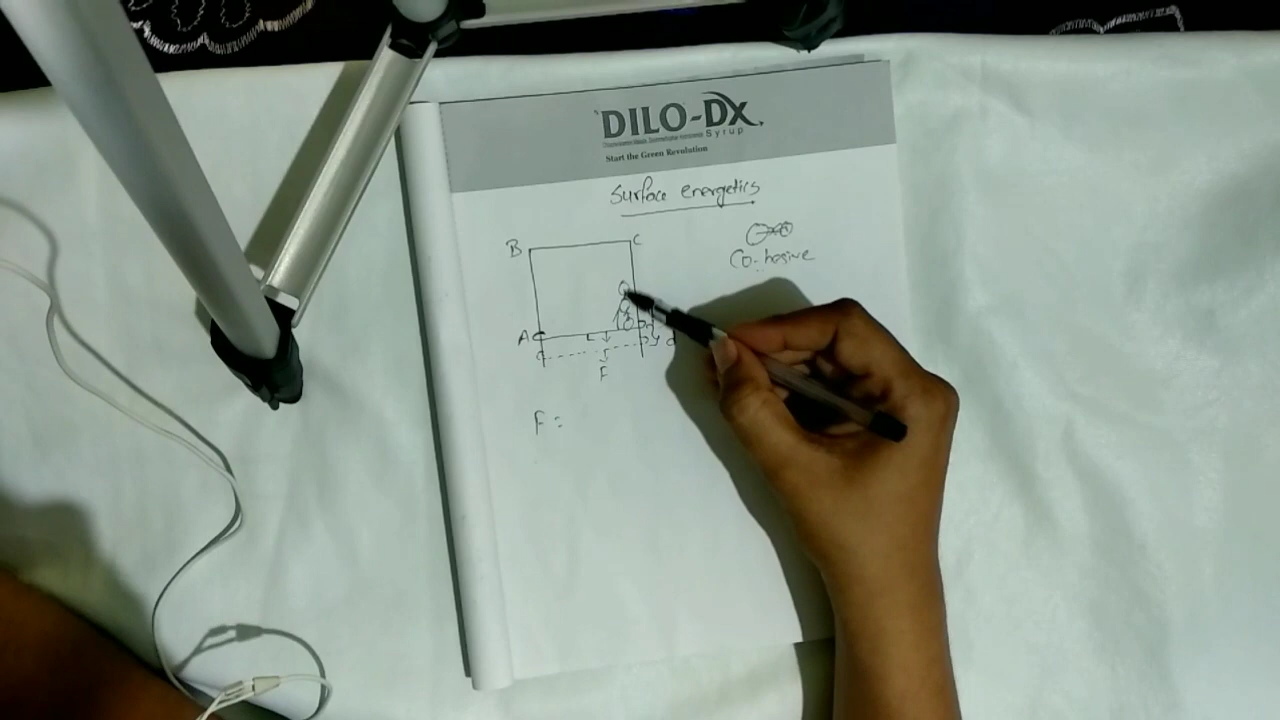 DILO-DX
Syrup
Start the Green Revolution
Surface energetics
B C
Co-hesive
A L
F
F =